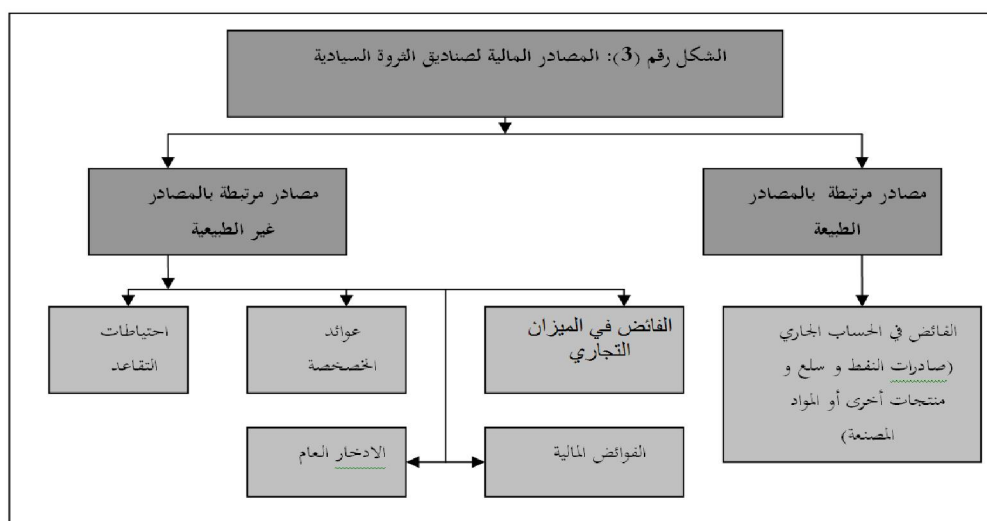 الشكل رقم (3): المصادر المالية لصناديق الثروة السيادية
مصادر مرتبطة بالمصادر
الطبيعة
مصادر مرتبطة بالمصادر
غير الطبيعية
الفائض في الحساب الجاري
(صادرات النفط و سلع و
منتجات أخرى أو المواد
المصنعة)
الفائض في الميزان
التجاري
عوائد
الخصخصة
احتياطات
التقاعد
الفوائض المالية
الادخار العام